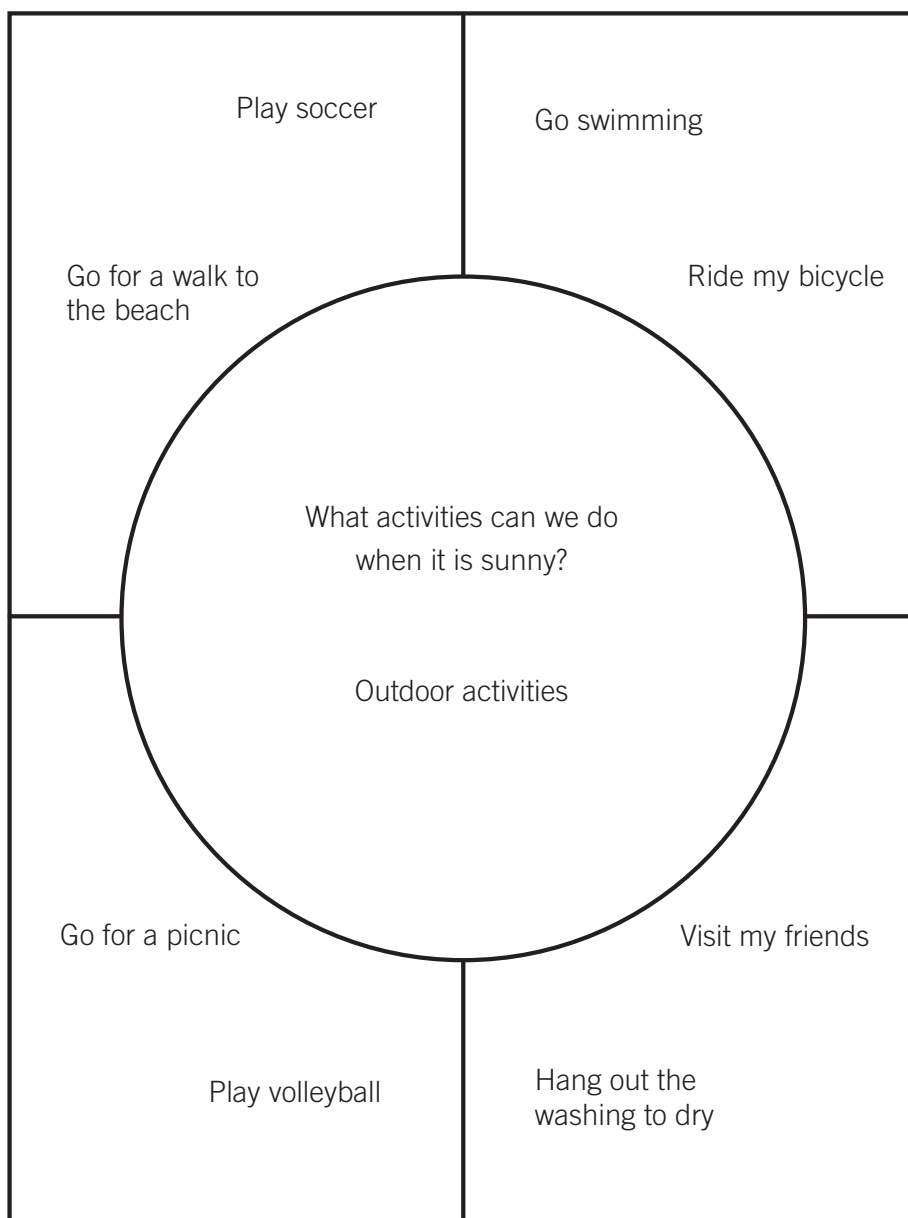 Play soccer
Go swimming
Go for a walk to
the beach
Ride my bicycle
What activities can we do
when it is sunny?
Outdoor activities
Go for a picnic
Visit my friends
Play volleyball
Hang out the
washing to dry